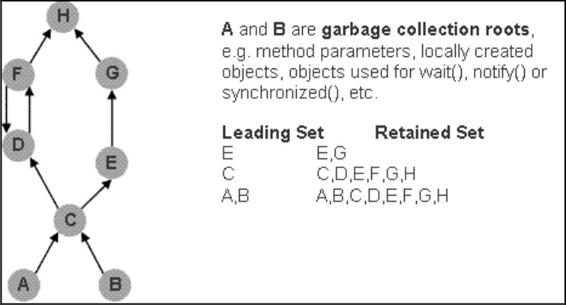 H
F
G
D
E
C
A
B
A and B are garbage collection roots,
e.g. method parameters, locally created
objects, objects used for wait(), notify() or
synchronized(), etc.
Leading Set Retained Set
E E,G
C C,D,E,F,G,H
A,B A,B,C,D,E,F,G,H